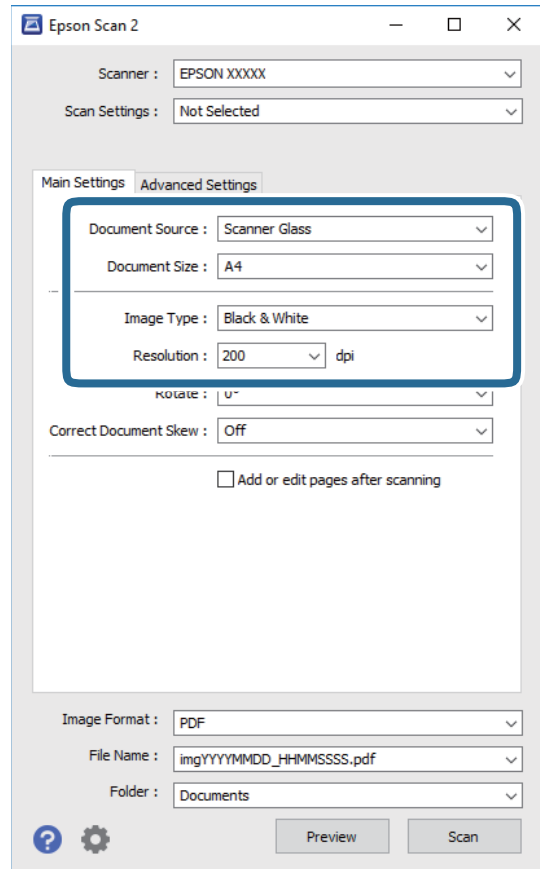 Epson Scan 2
Scanner : EPSON XXXXX
Scan Settings : Not Selected
Main Settings Advanced Settings
Document Source : Scanner Glass
Document Size : A4
Image Type : Black & White
Resolution : 200 dpi
Rotate : 0°
Correct Document Skew : Off
Add or edit pages after scanning
Image Format : PDF
File Name : imgYYYYMMDD_HHMMSSSS.pdf
Folder : Documents
? Preview Scan